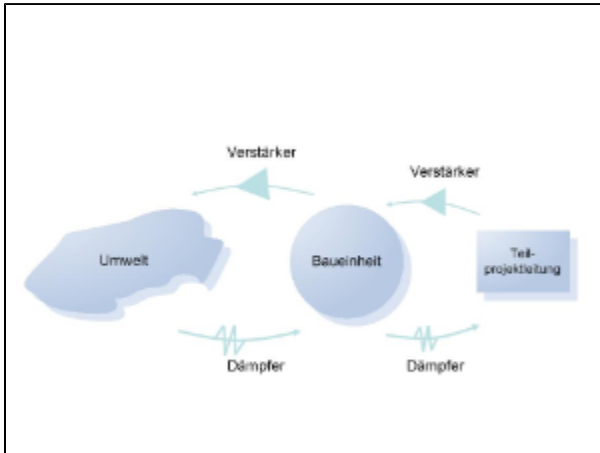 Verstärker
Verstärker
Umwelt
Baueinheit
Teil-
projektleitung
Dämpfer
Dämpfer